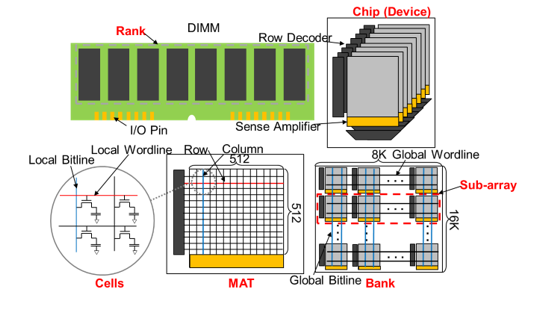 Chip (Device)
Rank
DIMM
Row Decoder
I/O Pin
Sense Amplifier
Local Wordline
Row
Column
512
8K Global Wordline
Local Bitline
Sub-array
512
16K
Global Bitline
Cells
MAT
Bank